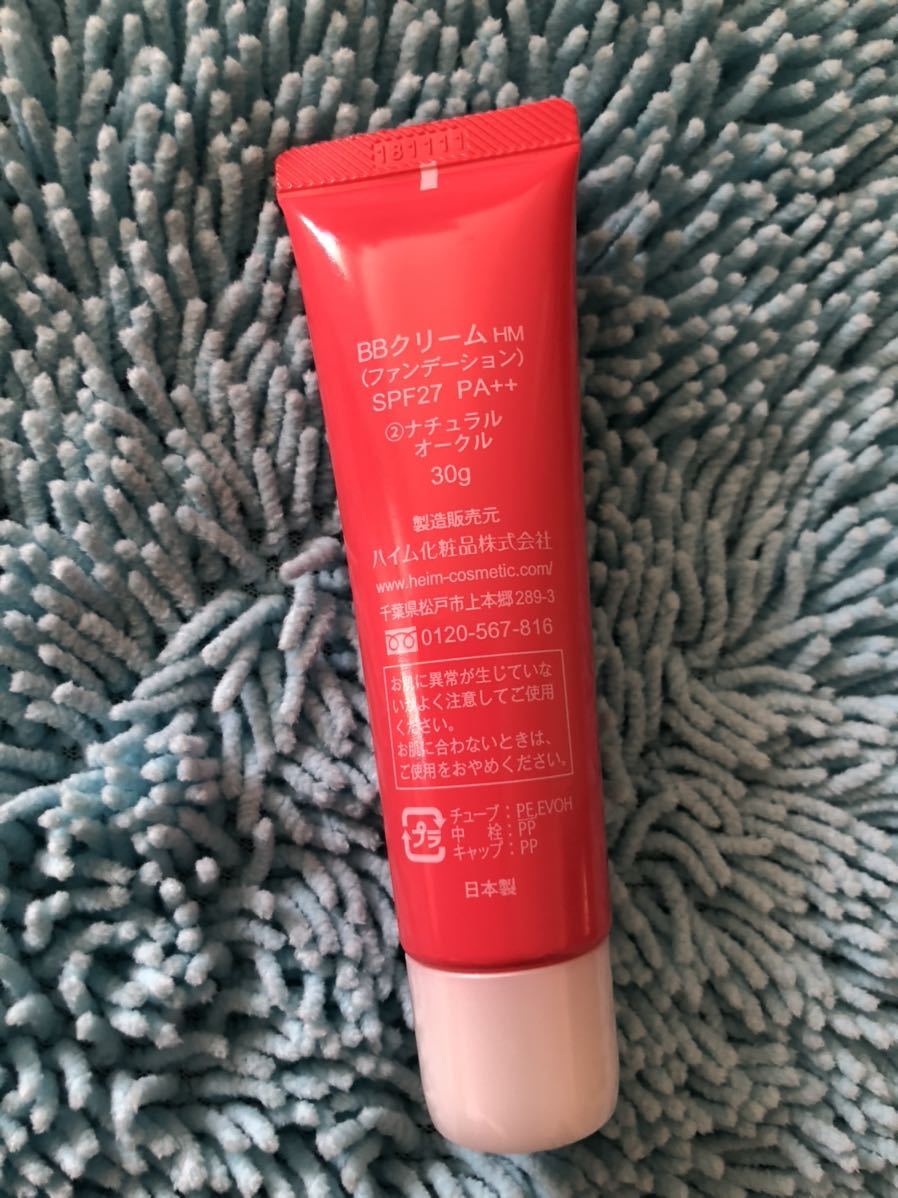 181111
BBクリーム HM
(ファンデーション)
SPF27 PA++
②ナチュラル
オークル
30g
製造販売元
ハイム化粧品株式会社
www.heim-cosmetic.com/
千葉県松戸市上本郷289-3
0120-567-816
お肌に異常が生じていな
いかよく注意してご使用
ください。
お肌に合わないときは、
ご使用をおやめください。
プラ
チューブ:PE,EVOH
中 栓:PP
キャップ:PP
日本製